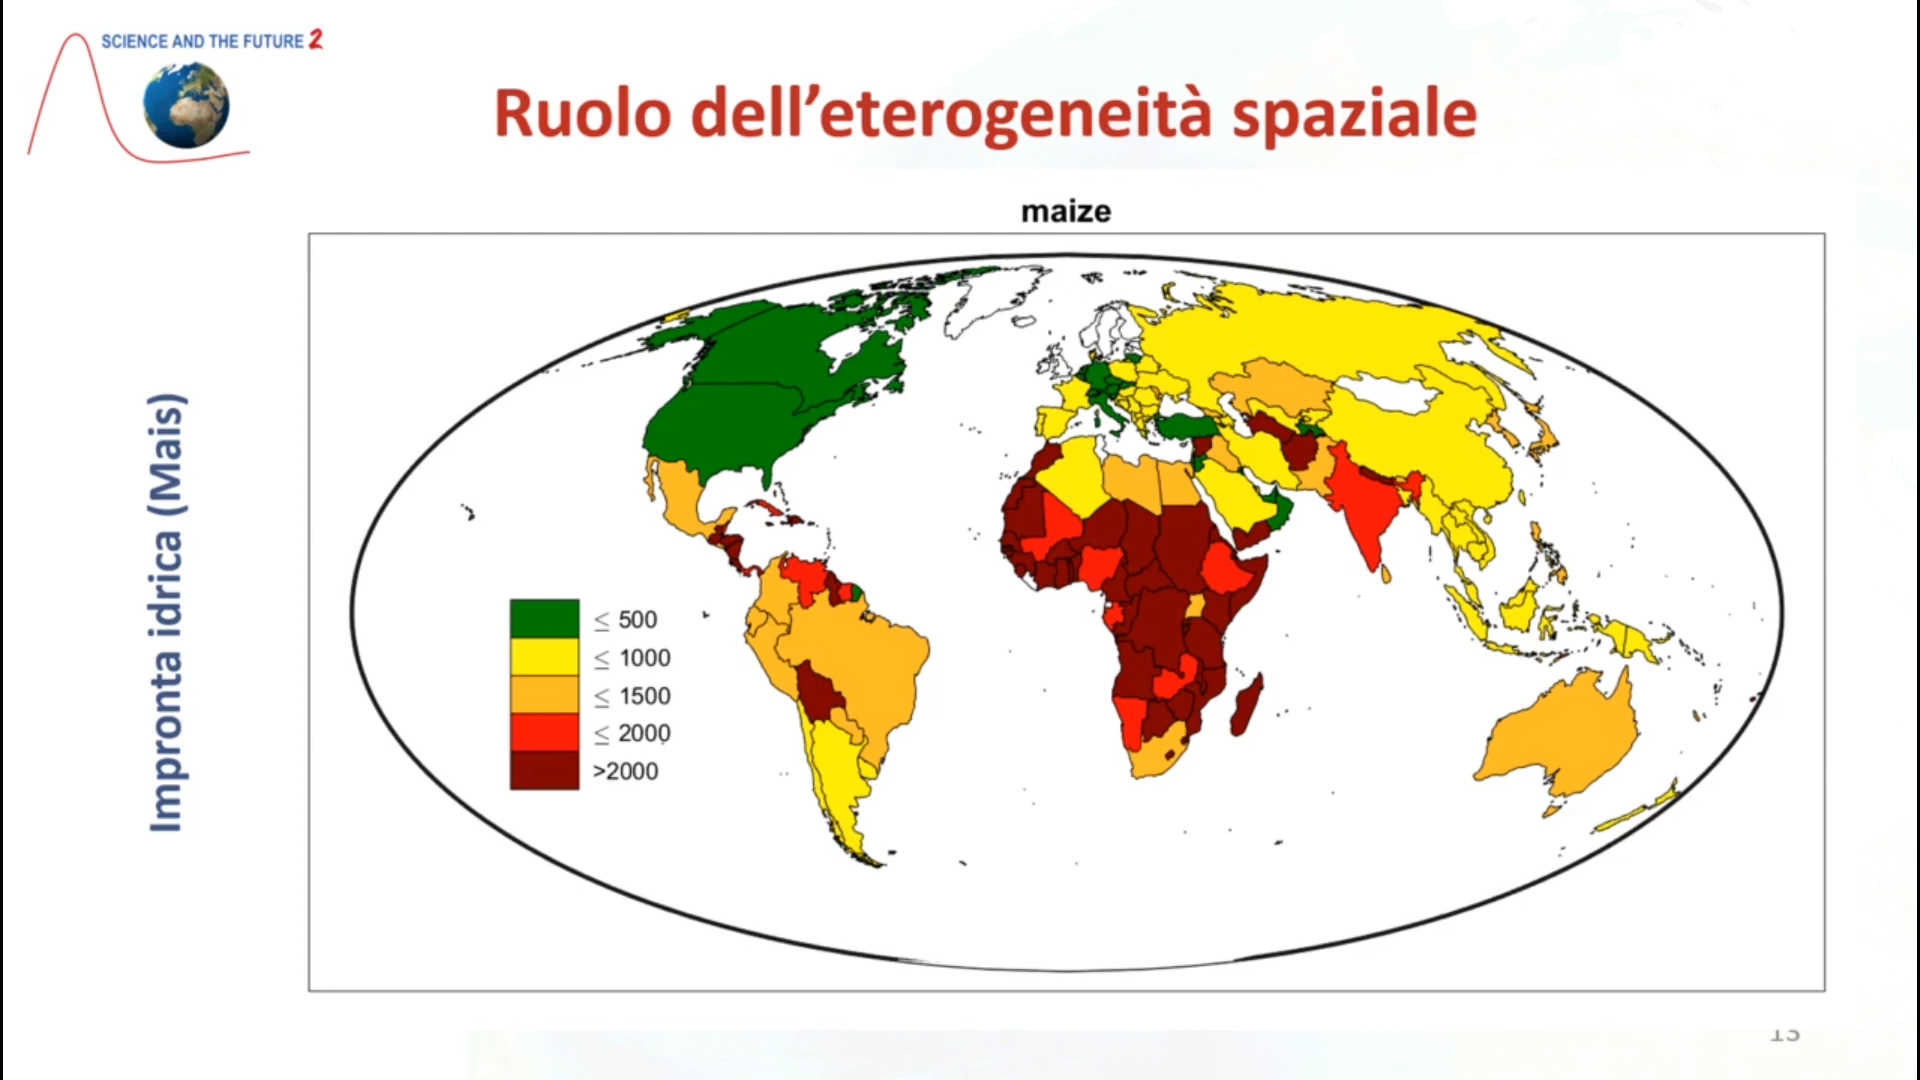 SCIENCE AND THE FUTURE 2
Ruolo dell'eterogeneità spaziale
maize
Impronta idrica (Mais)
≤ 500
≤ 1000
≤ 1500
≤ 2000
>2000